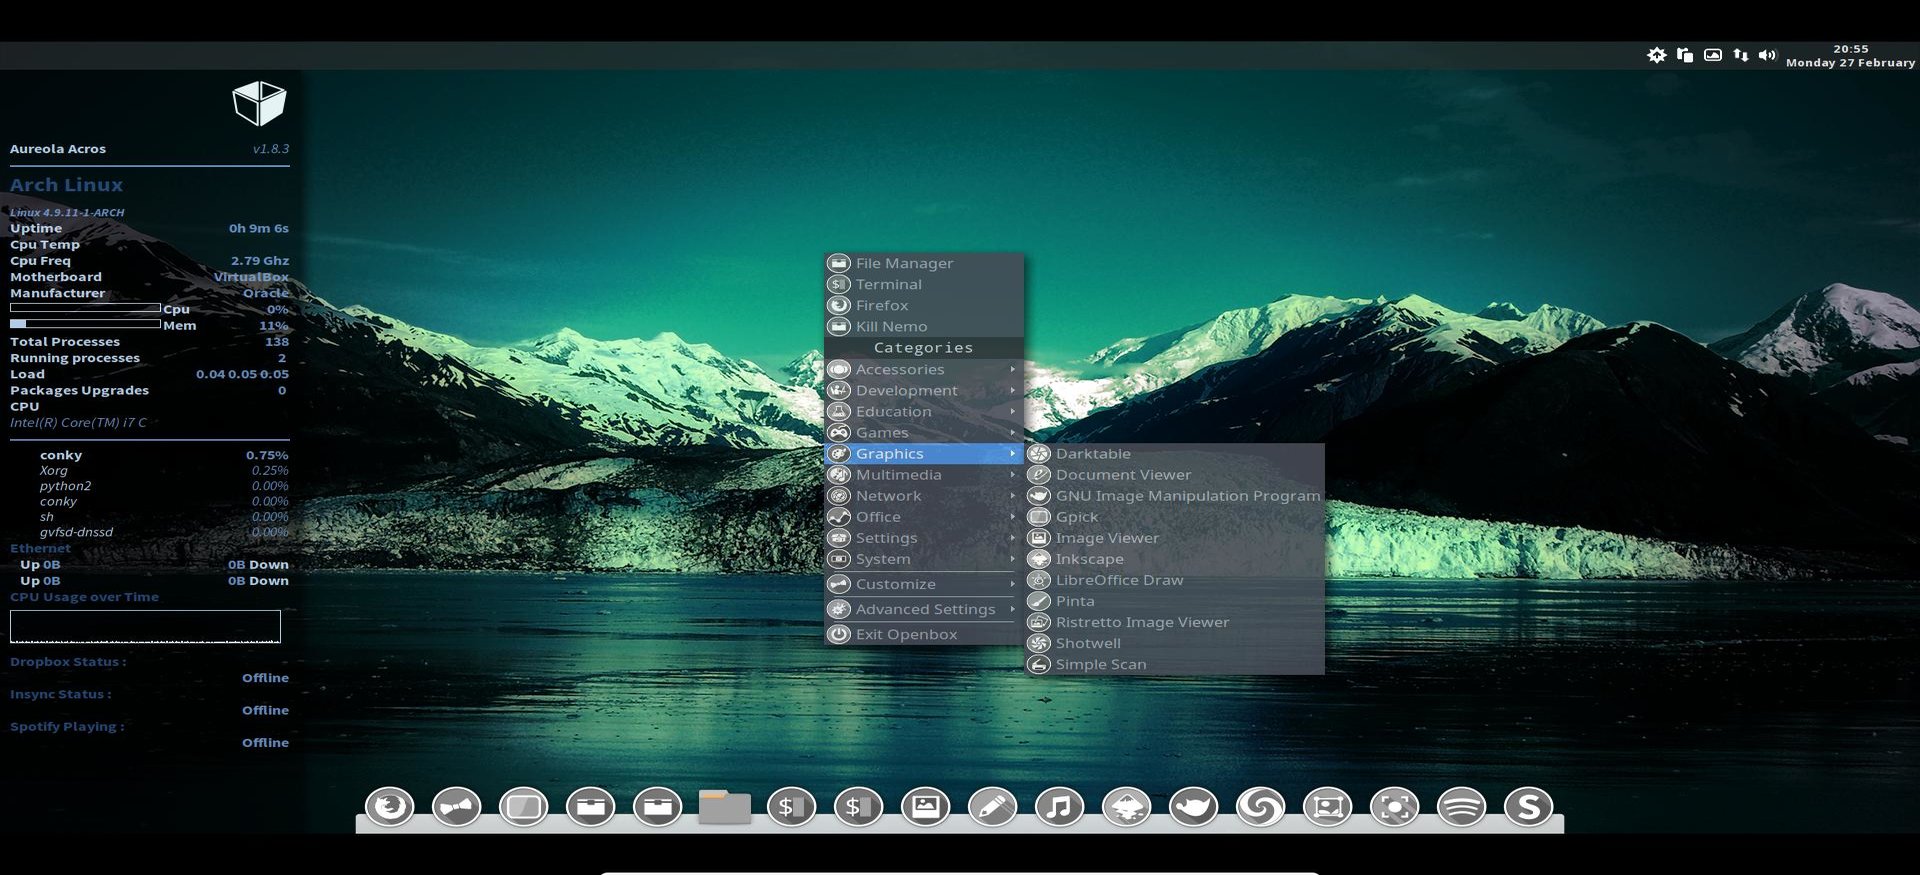 20:55
Monday 27 February
Aureola Acros v1.8.3
Arch Linux
Linux 4.9.11-1-ARCH
Uptime 0h 9m 6s
Cpu Temp
Cpu Freq 2.79 Ghz
Motherboard VirtualBox
Manufacturer Oracle
Cpu 0%
Mem 11%
Total Processes 138
Running processes 2
Load 0.04 0.05 0.05
Packages Upgrades 0
CPU
Intel(R) Core(TM) i7 C
conky 0.75%
Xorg 0.25%
python2 0.00%
conky 0.00%
sh 0.00%
gvfsd-dnssd 0.00%
Ethernet
Up 0B 0B Down
Up 0B 0B Down
CPU Usage over Time
Dropbox Status :
Offline
Insync Status :
Offline
Spotify Playing :
Offline
File Manager
Terminal
Firefox
Kill Nemo
Categories
Accessories
Development
Education
Games
Graphics
Multimedia
Network
Office
Settings
System
Customize
Advanced Settings
Exit Openbox
Darktable
Document Viewer
GNU Image Manipulation Program
Gpick
Image Viewer
Inkscape
LibreOffice Draw
Pinta
Ristretto Image Viewer
Shotwell
Simple Scan